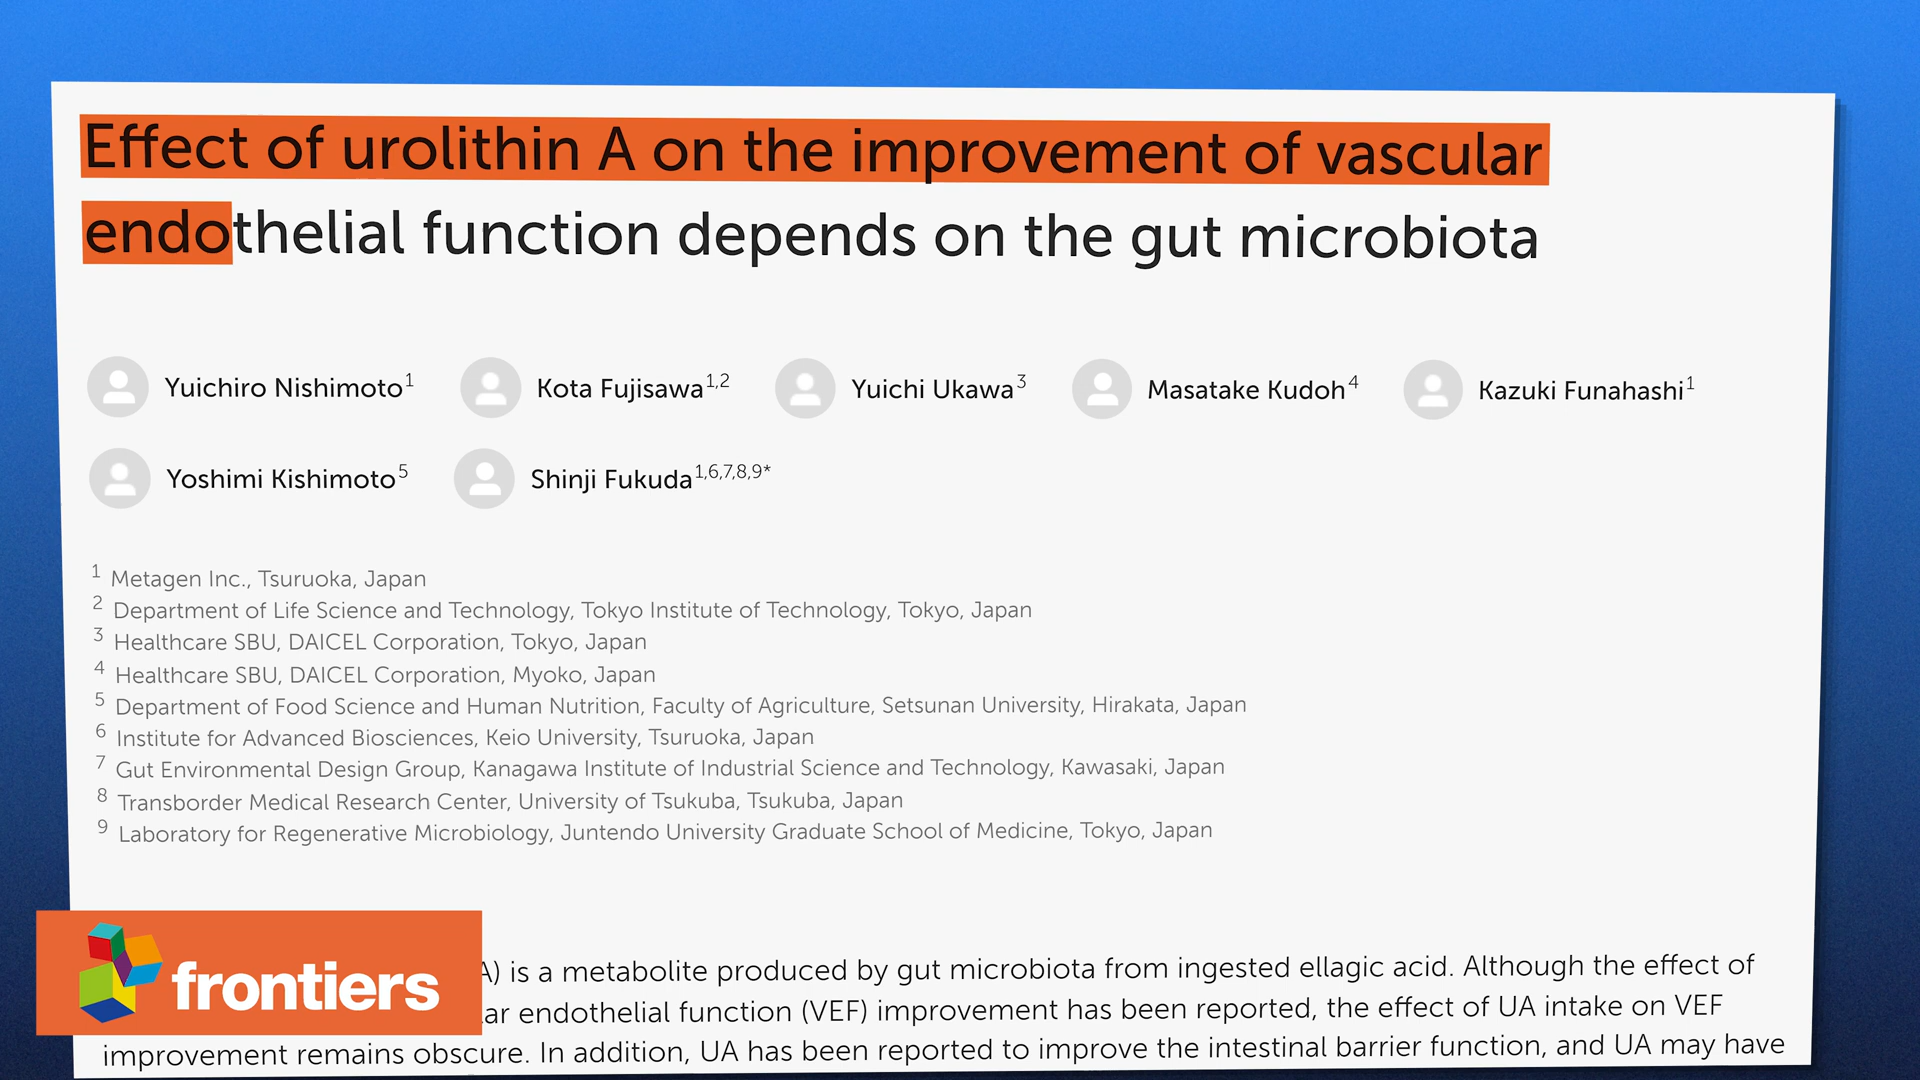 Effect of urolithin A on the improvement of vascular
endothelial function depends on the gut microbiota
Yuichiro Nishimoto1 Kota Fujisawa1,2 Yuichi Ukawa3 Masatake Kudoh4 Kazuki Funahashi1
Yoshimi Kishimoto5 Shinji Fukuda1,6,7,8,9*
1 Metagen Inc., Tsuruoka, Japan
2 Department of Life Science and Technology, Tokyo Institute of Technology, Tokyo, Japan
3 Healthcare SBU, DAICEL Corporation, Tokyo, Japan
4 Healthcare SBU, DAICEL Corporation, Myoko, Japan
5 Department of Food Science and Human Nutrition, Faculty of Agriculture, Setsunan University, Hirakata, Japan
6 Institute for Advanced Biosciences, Keio University, Tsuruoka, Japan
7 Gut Environmental Design Group, Kanagawa Institute of Industrial Science and Technology, Kawasaki, Japan
8 Transborder Medical Research Center, University of Tsukuba, Tsukuba, Japan
9 Laboratory for Regenerative Microbiology, Juntendo University Graduate School of Medicine, Tokyo, Japan
A) is a metabolite produced by gut microbiota from ingested ellagic acid. Although the effect of
ar endothelial function (VEF) improvement has been reported, the effect of UA intake on VEF
improvement remains obscure. In addition, UA has been reported to improve the intestinal barrier function, and UA may have
frontiers